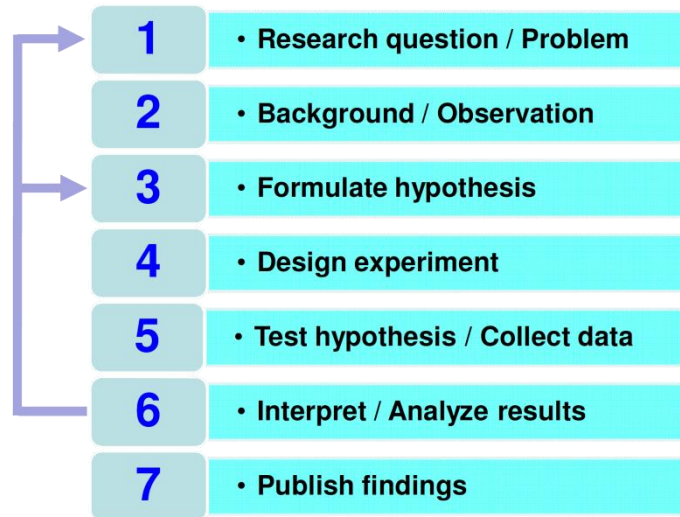 1 • Research question / Problem
2 • Background / Observation
3 • Formulate hypothesis
4 • Design experiment
5 • Test hypothesis / Collect data
6 • Interpret / Analyze results
7 • Publish findings